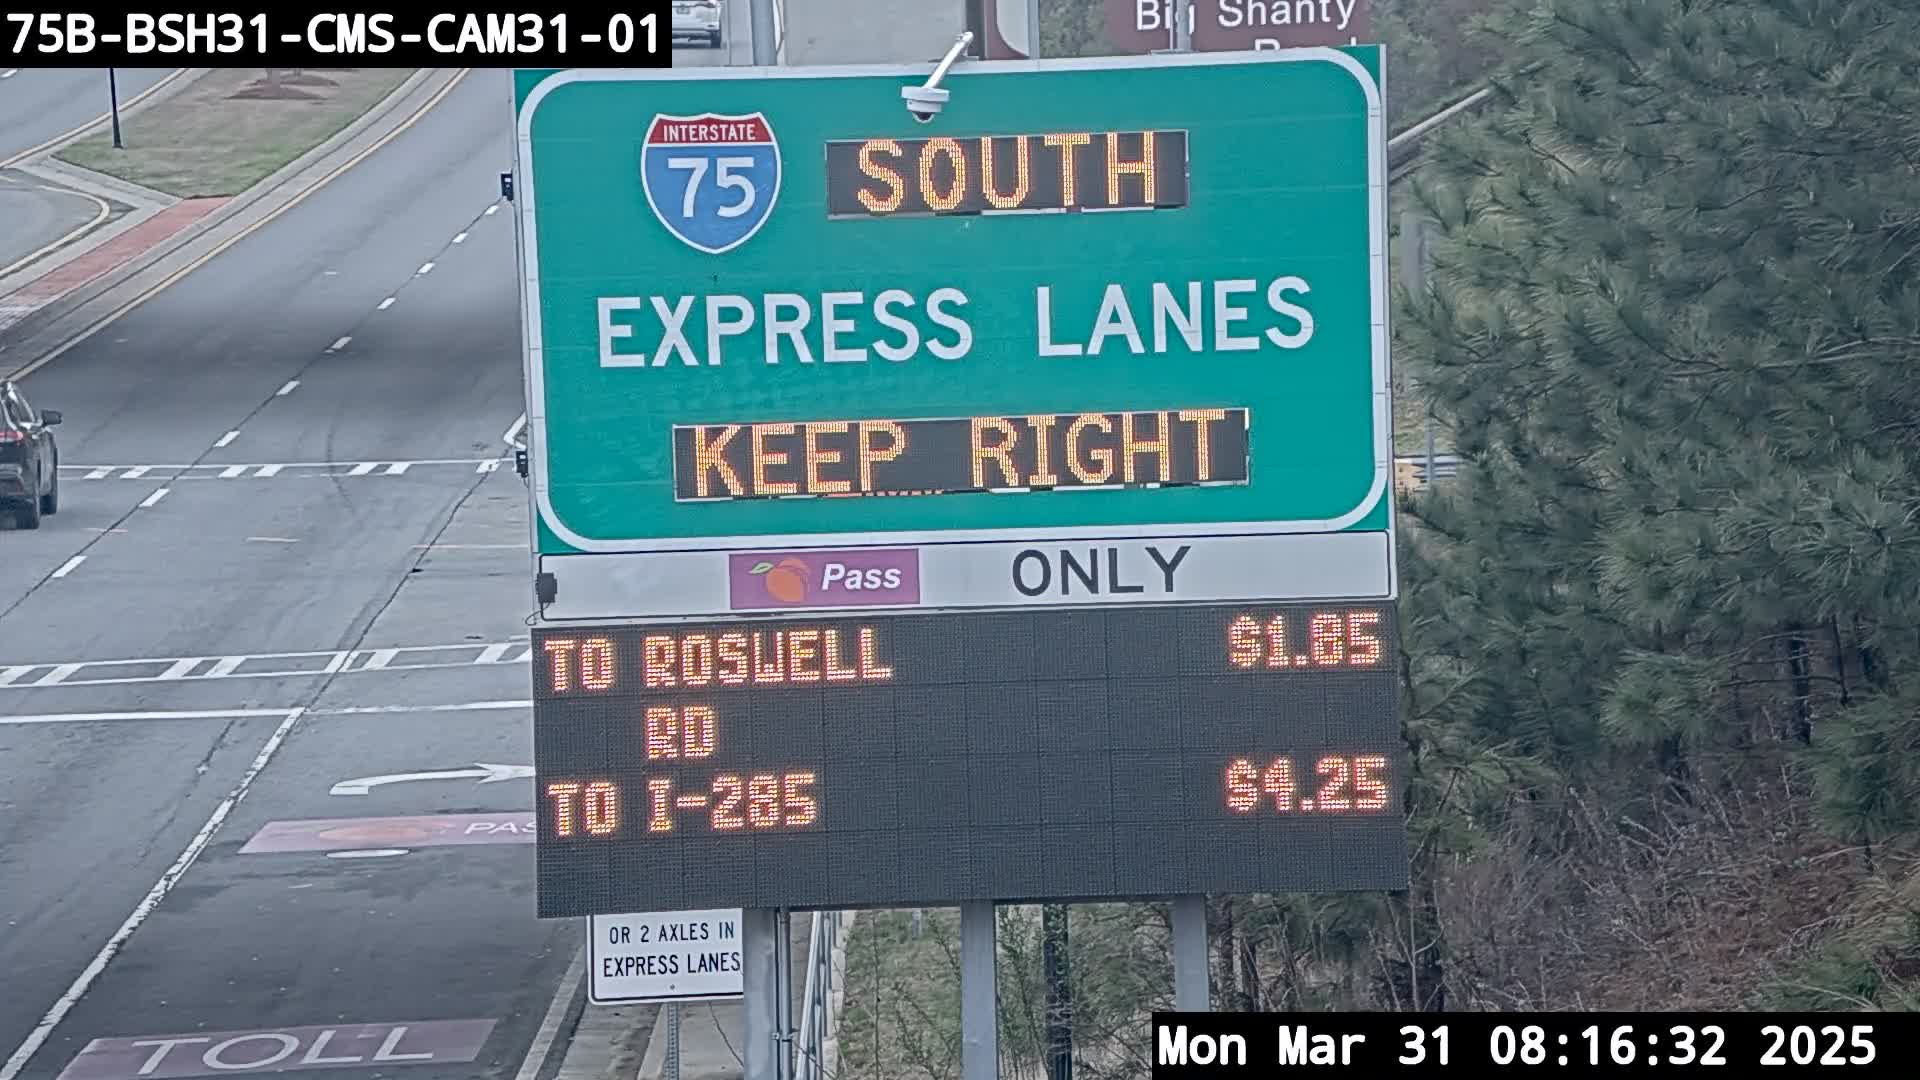 75B-BSH31-CMS-CAM31-01
Big Shanty
INTERSTATE
75
SOUTH
EXPRESS LANES
KEEP RIGHT
Pass ONLY
TO ROSWELL $1.85
RD
TO I-285 $4.25
OR 2 AXLES IN
EXPRESS LANES
TOLL
Mon Mar 31 08:16:32 2025